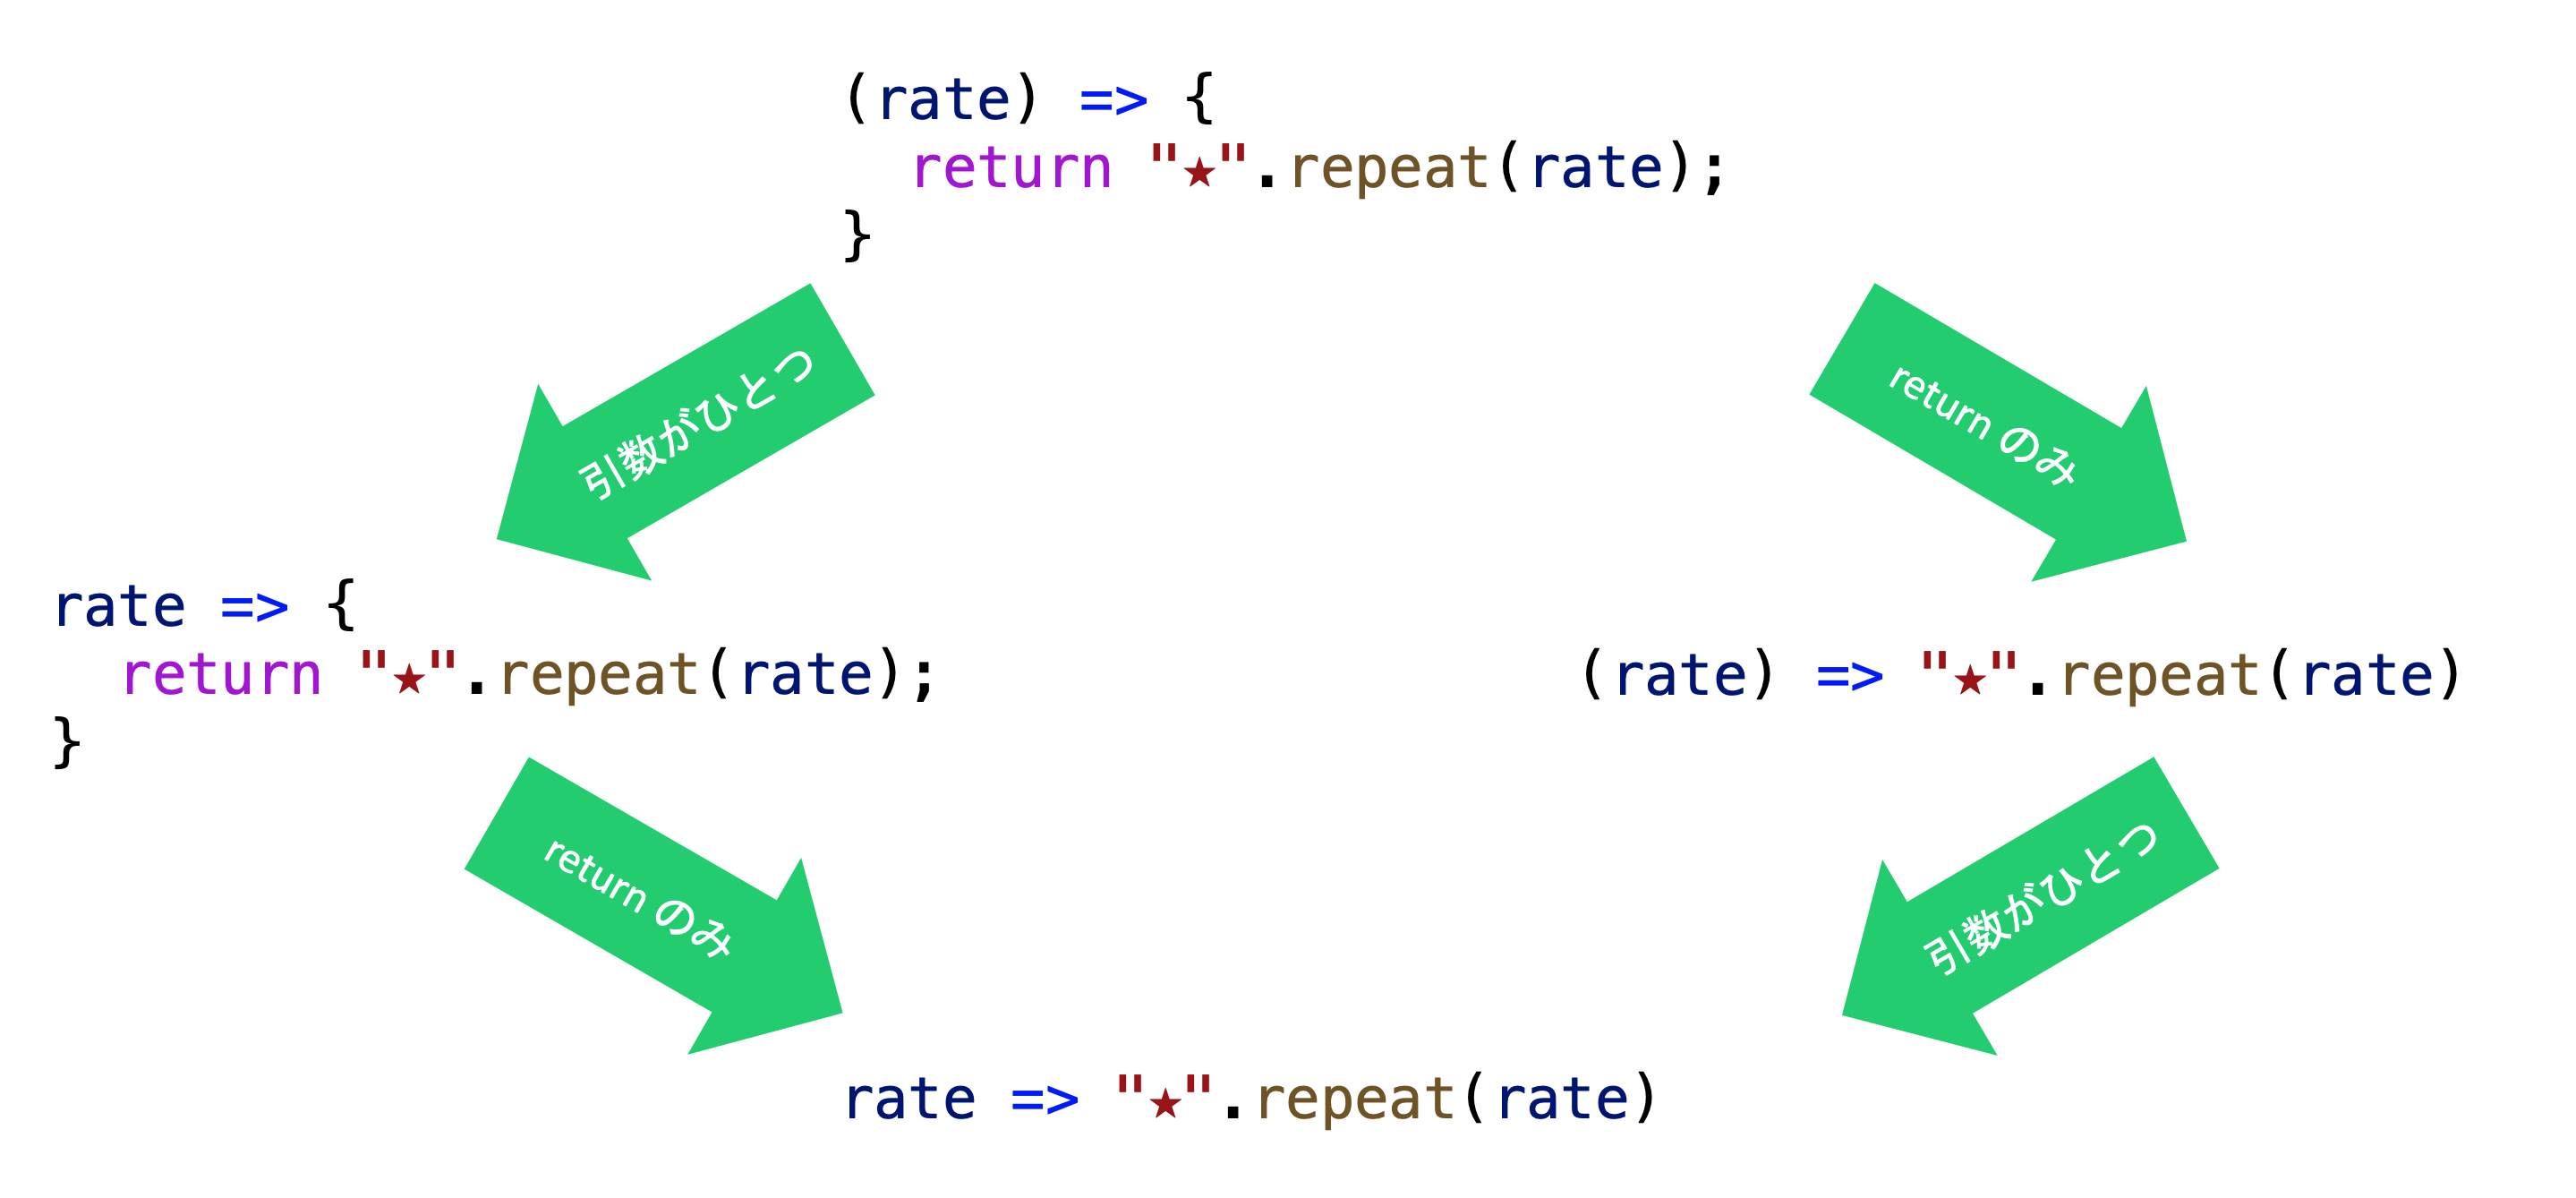 (rate) => {
  return "★".repeat(rate);
}
引数がひとつ
return のみ
rate => {
  return "★".repeat(rate);
}
(rate) => "★".repeat(rate)
return のみ
引数がひとつ
rate => "★".repeat(rate)